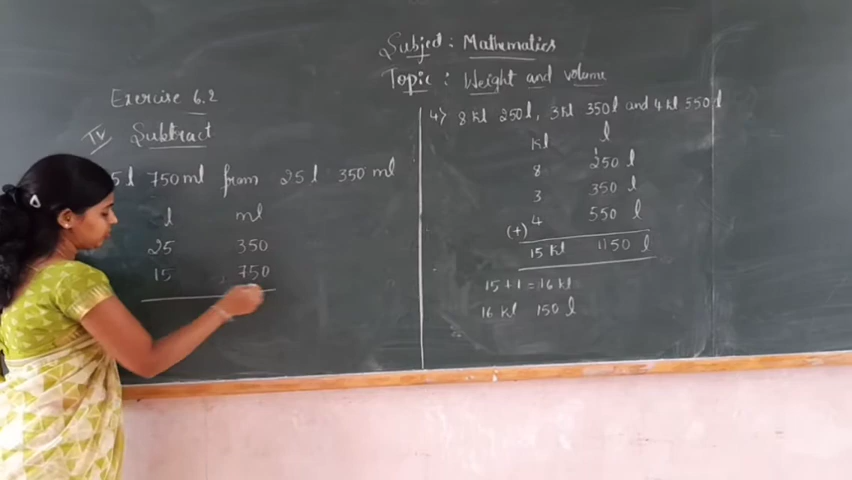 Subject : Mathematics
Topic : Weight and volume
Exercise 6.2
IV Subtract
5l 750 ml from 25 l 350 ml
l ml
25 350
15 750
4) 8 kl 250 l, 3 kl 350 l and 4 kl 550 l
kl l
1
8 250 l
3 350 l
(+) 4 550 l
15 kl 1150 l
15 + 1 = 16 kl
16 kl 150 l